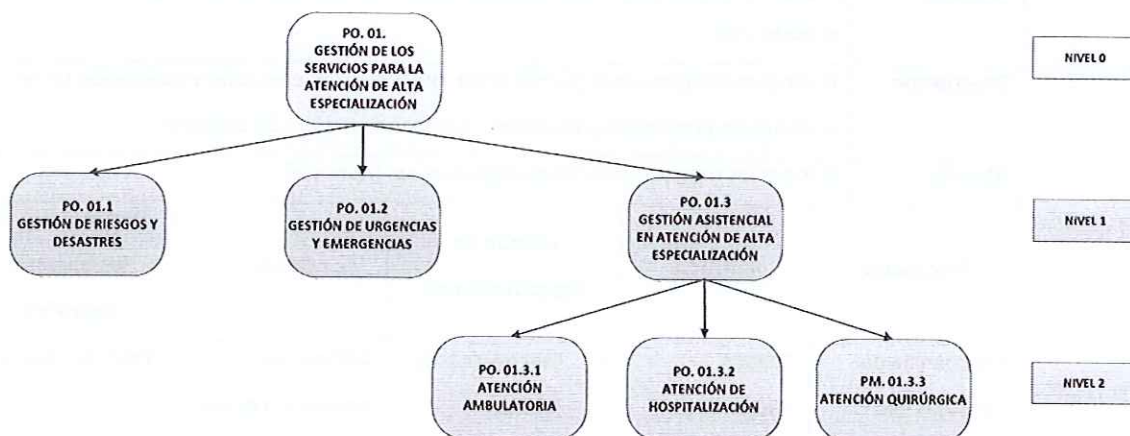 PO. 01.
GESTIÓN DE LOS
SERVICIOS PARA LA
ATENCIÓN DE ALTA
ESPECIALIZACIÓN
NIVEL 0
PO. 01.1
GESTIÓN DE RIESGOS Y
DESASTRES
PO. 01.2
GESTIÓN DE URGENCIAS
Y EMERGENCIAS
PO. 01.3
GESTIÓN ASISTENCIAL
EN ATENCIÓN DE ALTA
ESPECIALIZACIÓN
NIVEL 1
PO. 01.3.1
ATENCIÓN
AMBULATORIA
PO. 01.3.2
ATENCIÓN DE
HOSPITALIZACIÓN
PM. 01.3.3
ATENCIÓN QUIRÚRGICA
NIVEL 2